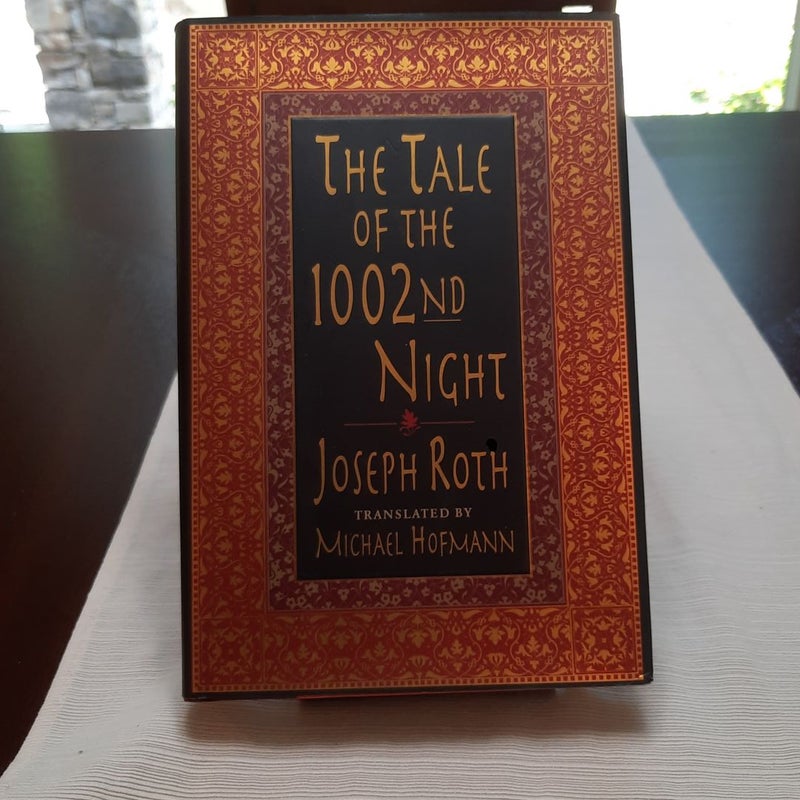 The Tale
of the
1002nd
Night
Joseph Roth
Translated by
Michael Hofmann